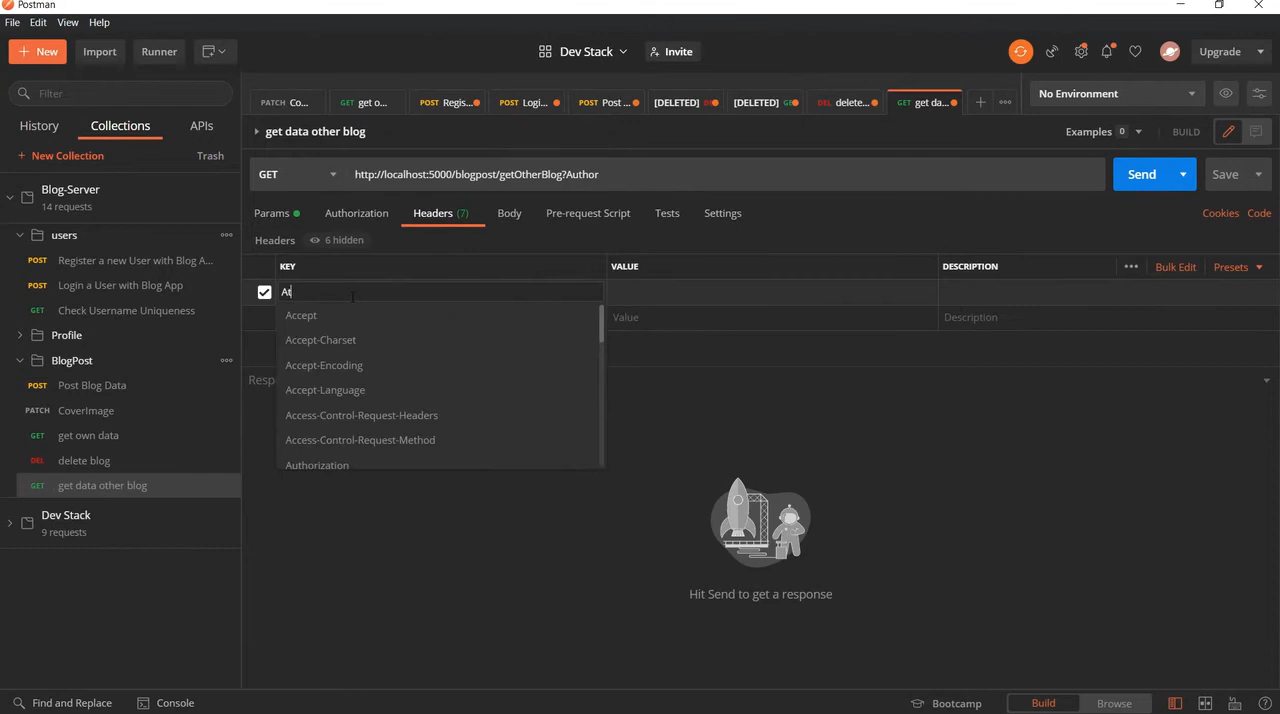 Postman
File Edit View Help
+ New Import Runner Dev Stack Invite Upgrade
Filter
PATCH Co... GET get o... POST Regis... POST Logi... POST Post ... [DELETED] [DELETED] DEL delete... GET get da... No Environment
History Collections APIs
get data other blog Examples 0 BUILD
+ New Collection Trash
GET http://localhost:5000/blogpost/getOtherBlog?Author Send Save
Blog-Server
14 requests
Params Authorization Headers (7) Body Pre-request Script Tests Settings Cookies Code
users
Headers 6 hidden
POST Register a new User with Blog A...
KEY VALUE DESCRIPTION Bulk Edit Presets
POST Login a User with Blog App
At
GET Check Username Uniqueness
Accept Value Description
Profile
Accept-Charset
BlogPost
Accept-Encoding
POST Post Blog Data
Resp
Accept-Language
PATCH CoverImage
Access-Control-Request-Headers
GET get own data
Access-Control-Request-Method
DEL delete blog
Authorization
GET get data other blog
Dev Stack
9 requests
Hit Send to get a response
Find and Replace Console Bootcamp Build Browse